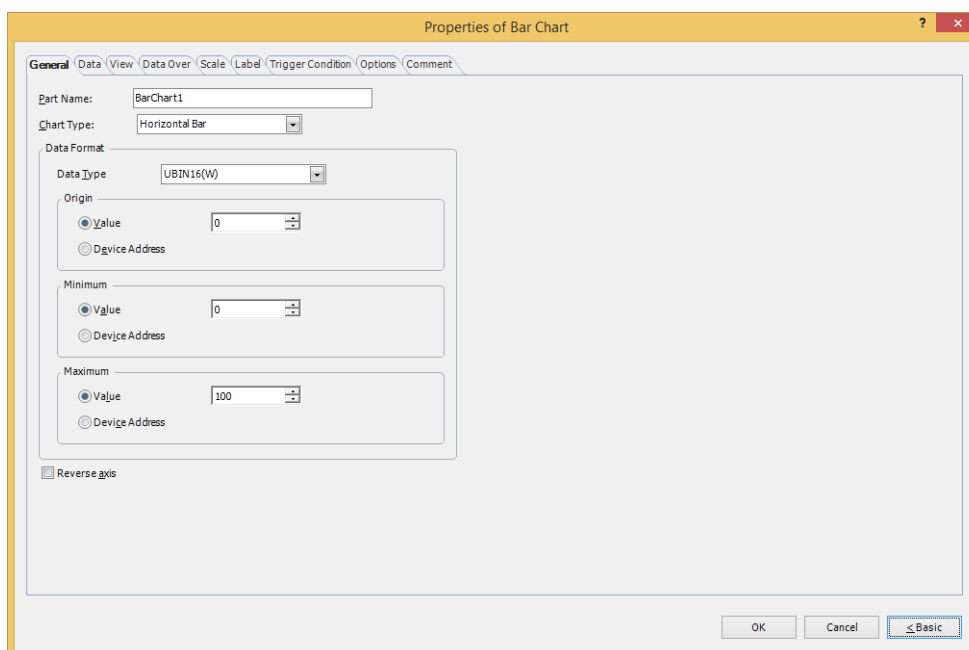 Properties of Bar Chart
? ×
General Data View Data Over Scale Label Trigger Condition Options Comment
Part Name: BarChart1
Chart Type: Horizontal Bar
Data Format
Data Type UBIN16(W)
Origin
Value 0
Device Address
Minimum
Value 0
Device Address
Maximum
Value 100
Device Address
Reverse axis
OK Cancel < Basic